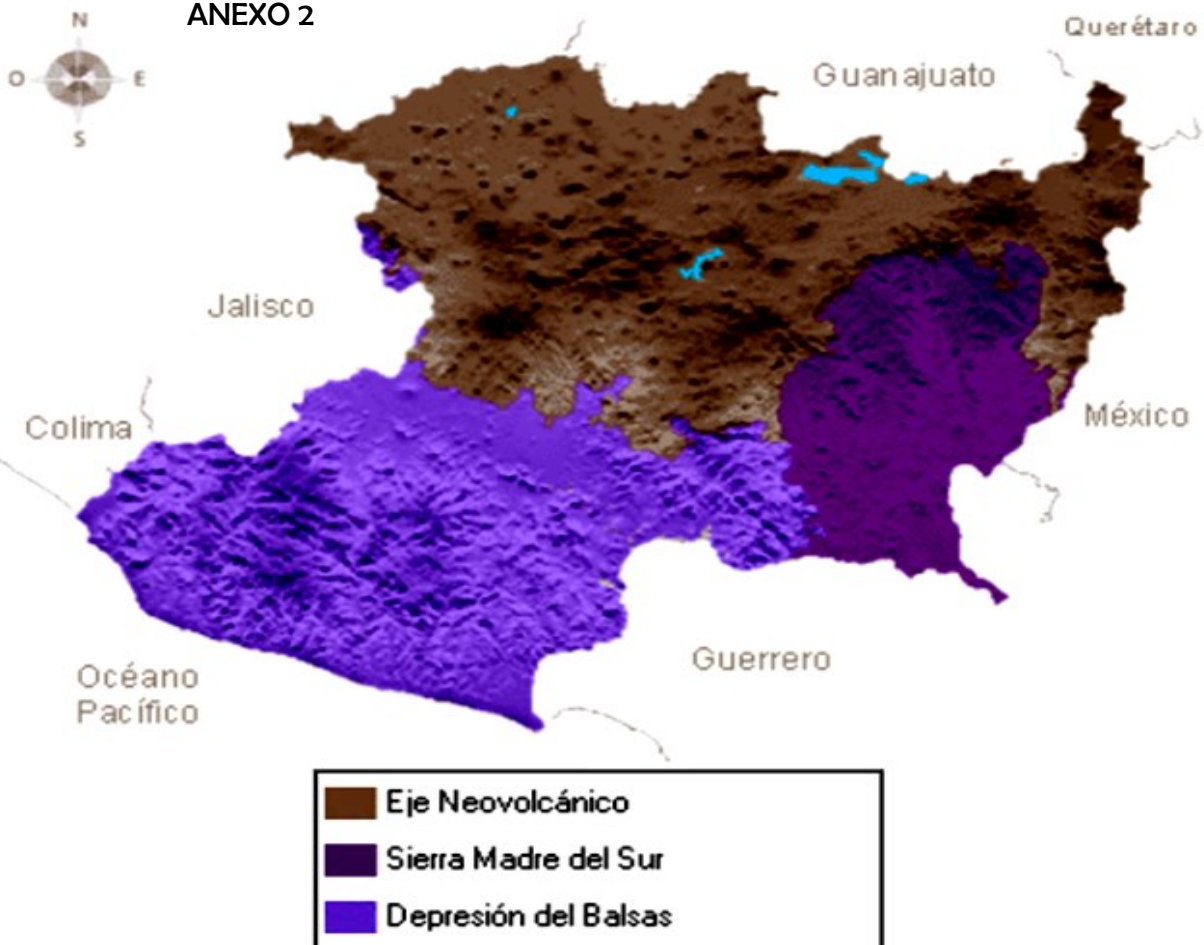 ANEXO 2
N
O
E
S
Querétaro
Guanajuato
Jalisco
Colima
México
Guerrero
Océano
Pacífico
Eje Neovolcánico
Sierra Madre del Sur
Depresión del Balsas